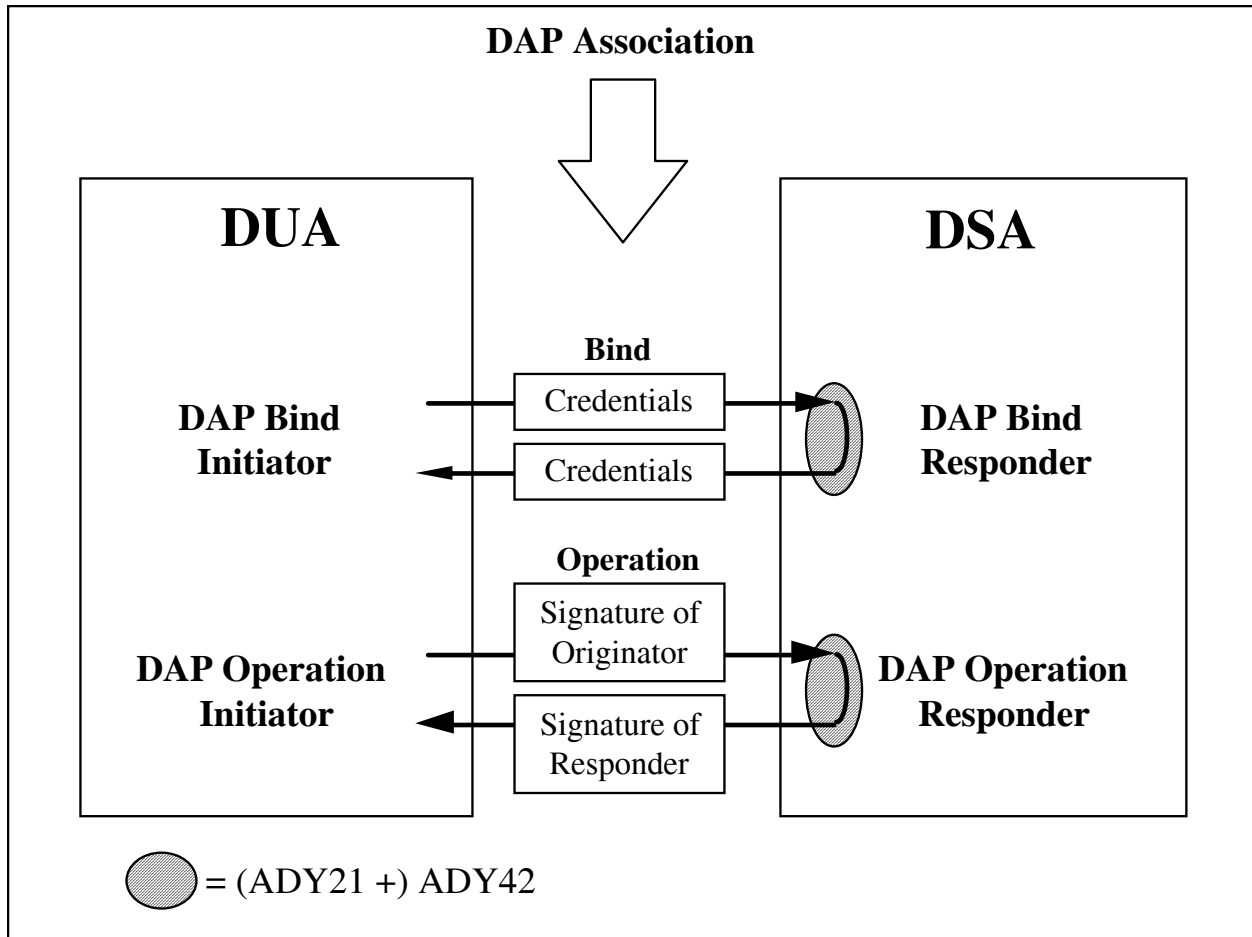 DAP Association
DUA
DSA
Bind
Credentials
Credentials
DAP Bind
Initiator
DAP Bind
Responder
Operation
Signature of
Originator
Signature of
Responder
DAP Operation
Initiator
DAP Operation
Responder
= (ADY21 +) ADY42